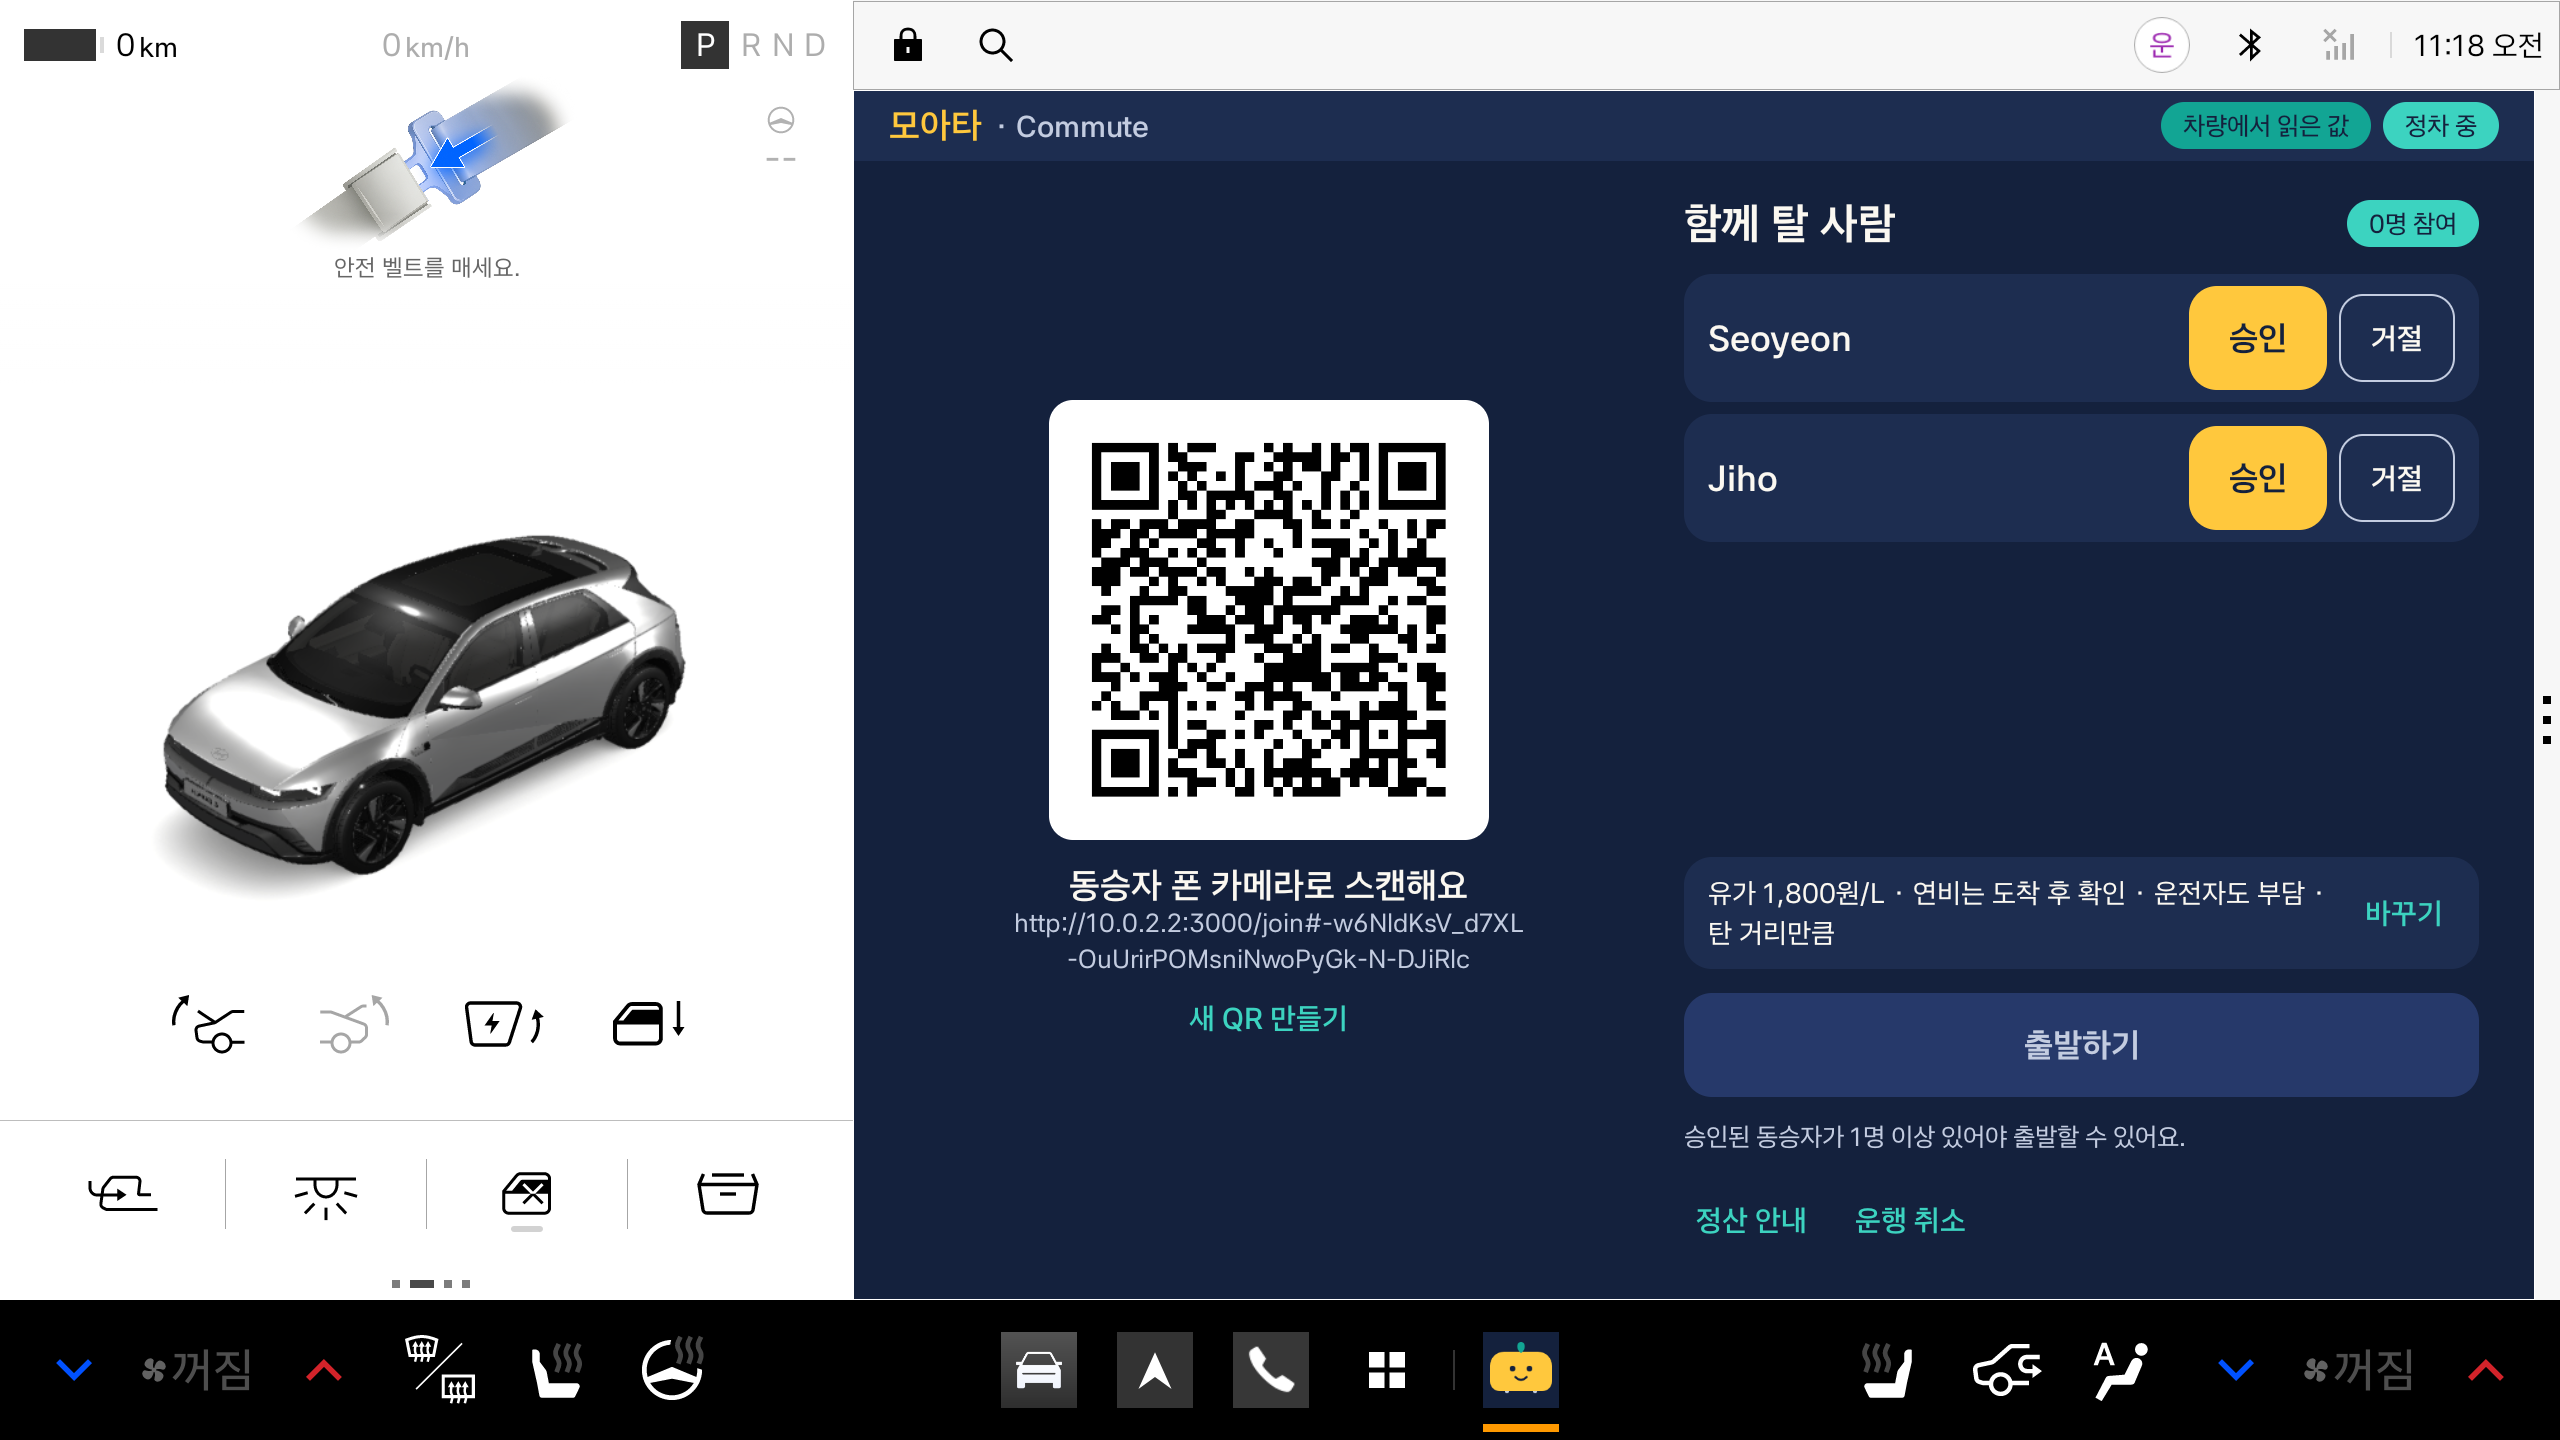 0 km
0 km/h
P R N D
안전 벨트를 매세요.
운
11:18 오전
모아타 · Commute
차량에서 읽은 값
정차 중
동승자 폰 카메라로 스캔해요
http://10.0.2.2:3000/join#-w6NldKsV_d7XL
-OuUrirPOMsniNwoPyGk-N-DJiRlc
새 QR 만들기
함께 탈 사람
0명 참여
Seoyeon
승인
거절
Jiho
승인
거절
유가 1,800원/L · 연비는 도착 후 확인 · 운전자도 부담 ·
탄 거리만큼
바꾸기
출발하기
승인된 동승자가 1명 이상 있어야 출발할 수 있어요.
정산 안내
운행 취소
꺼짐
A
꺼짐